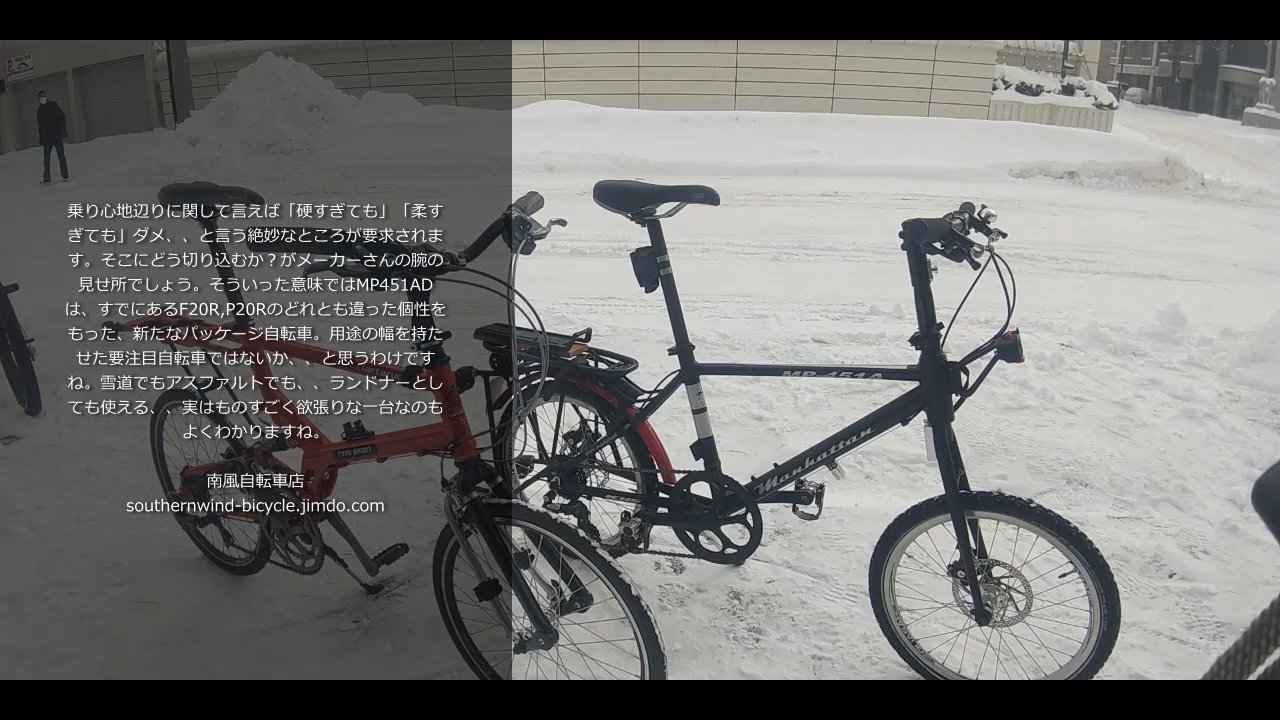 乗り心地辺りに関して言えば「硬すぎても」「柔す
ぎても」ダメ、、と言う絶妙なところが要求されま
す。そこにどう切り込むか？がメーカーさんの腕の
見せ所でしょう。そういった意味ではMP451AD
は、すでにあるF20R,P20Rのどれとも違った個性を
もった、新たなパッケージ自転車。用途の幅を持た
せた要注目自転車ではないか、、と思うわけです
ね。雪道でもアスファルトでも、、ランドナーとし
ても使える、、実はものすごく欲張りな一台なのも
よくわかりますね。
南風自転車店
southernwind-bicycle.jimdo.com
TYPE SPORT
MP-451A
Manhattan